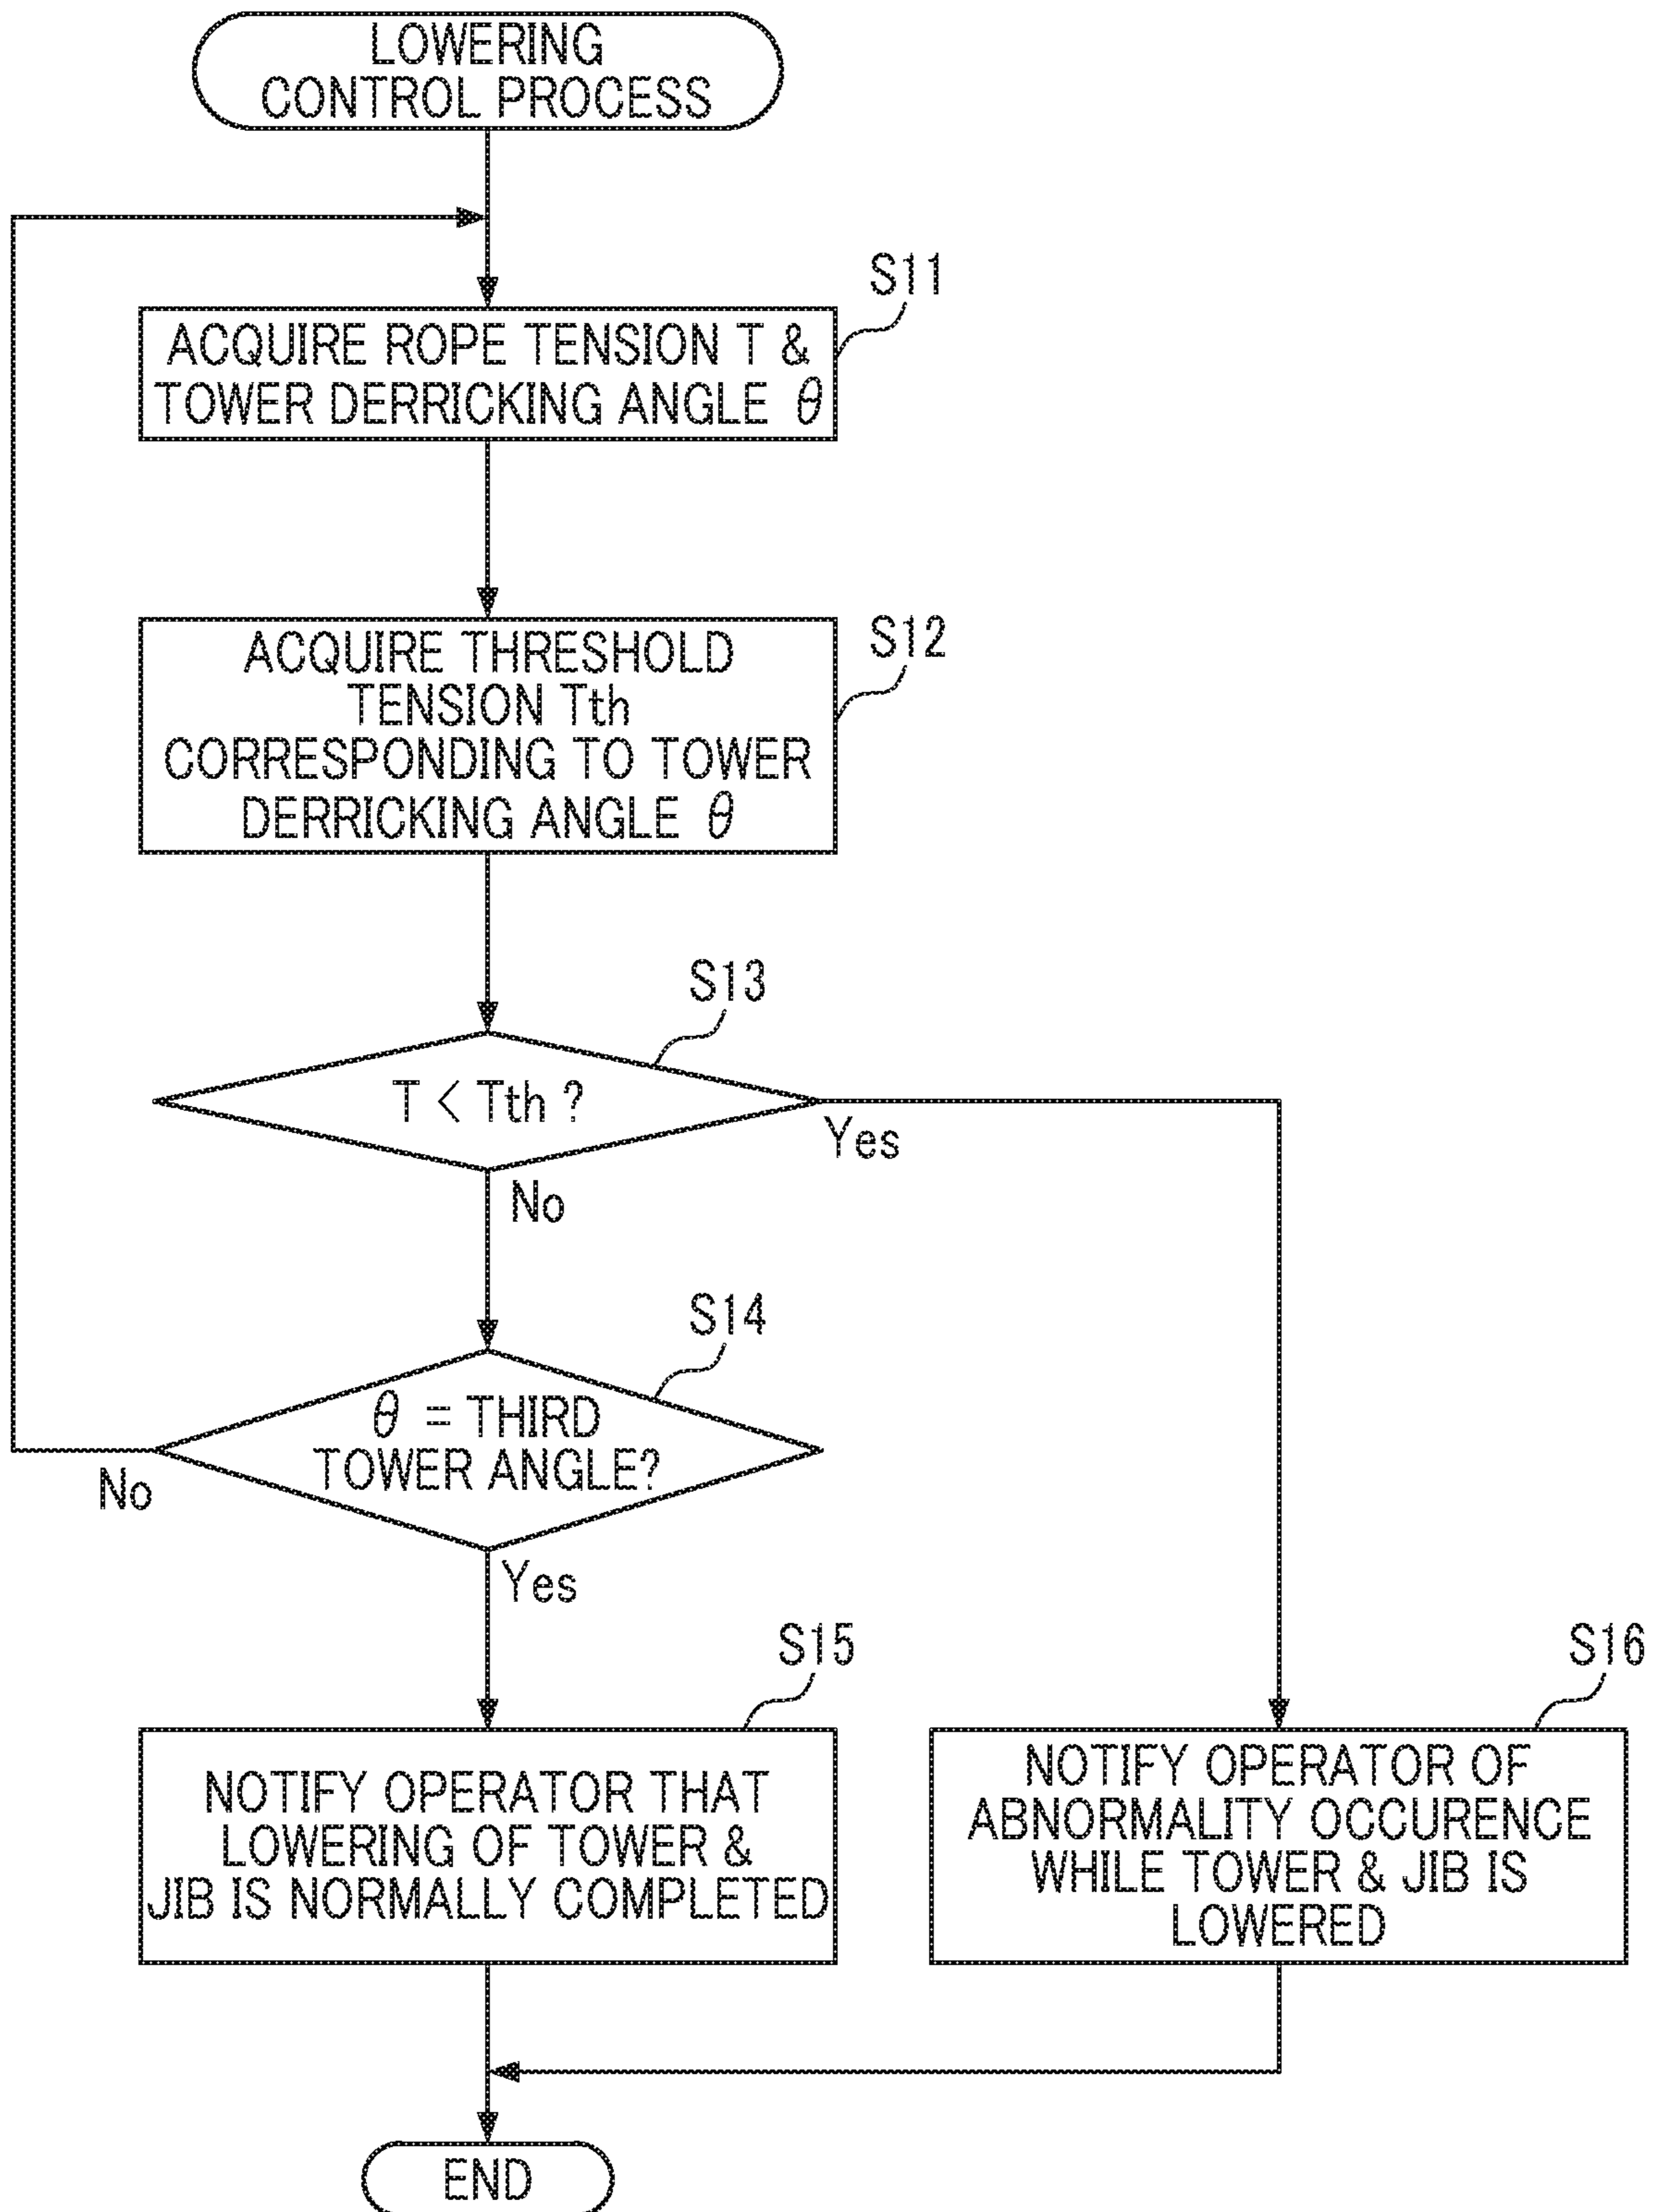 LOWERING
CONTROL PROCESS
S11
ACQUIRE ROPE TENSION T &
TOWER DERRICKING ANGLE θ
S12
ACQUIRE THRESHOLD
TENSION Tth
CORRESPONDING TO TOWER
DERRICKING ANGLE θ
S13
T < Tth ?
Yes
No
S14
θ = THIRD
TOWER ANGLE?
No
Yes
S15
NOTIFY OPERATOR THAT
LOWERING OF TOWER &
JIB IS NORMALLY COMPLETED
S16
NOTIFY OPERATOR OF
ABNORMALITY OCCURENCE
WHILE TOWER & JIB IS
LOWERED
END